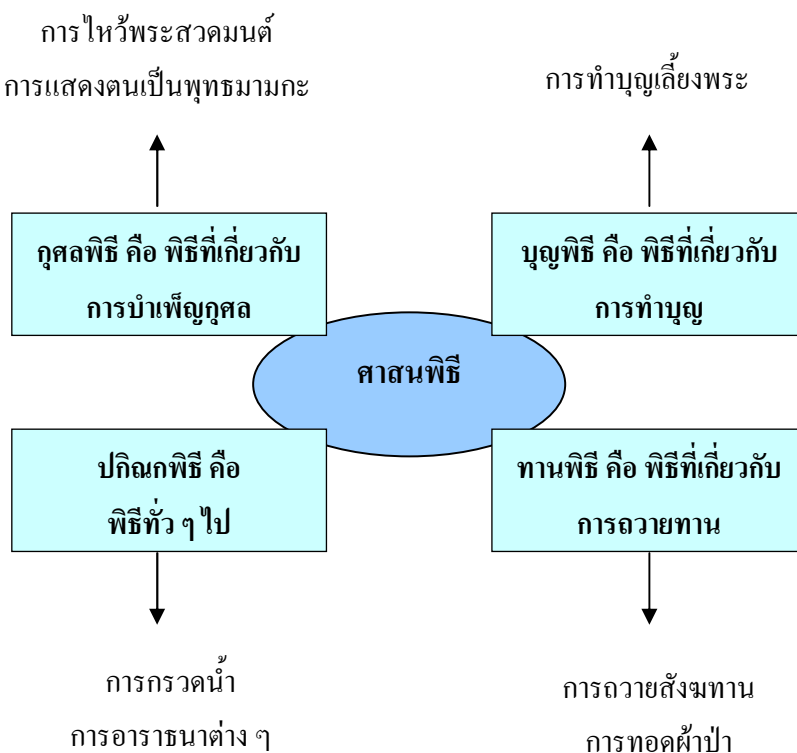 การไหว้พระสวดมนต์
การแสดงตนเป็นพุทธมามกะ
การทำบุญเลี้ยงพระ
กุศลพิธี คือ พิธีที่เกี่ยวกับ
การบำเพ็ญกุศล
บุญพิธี คือ พิธีที่เกี่ยวกับ
การทำบุญ
ศาสนพิธี
ปกิณกพิธี คือ
พิธีทั่ว ๆ ไป
ทานพิธี คือ พิธีที่เกี่ยวกับ
การถวายทาน
การกรวดน้ำ
การอาราธนาต่าง ๆ
การถวายสังฆทาน
การทอดผ้าป่า